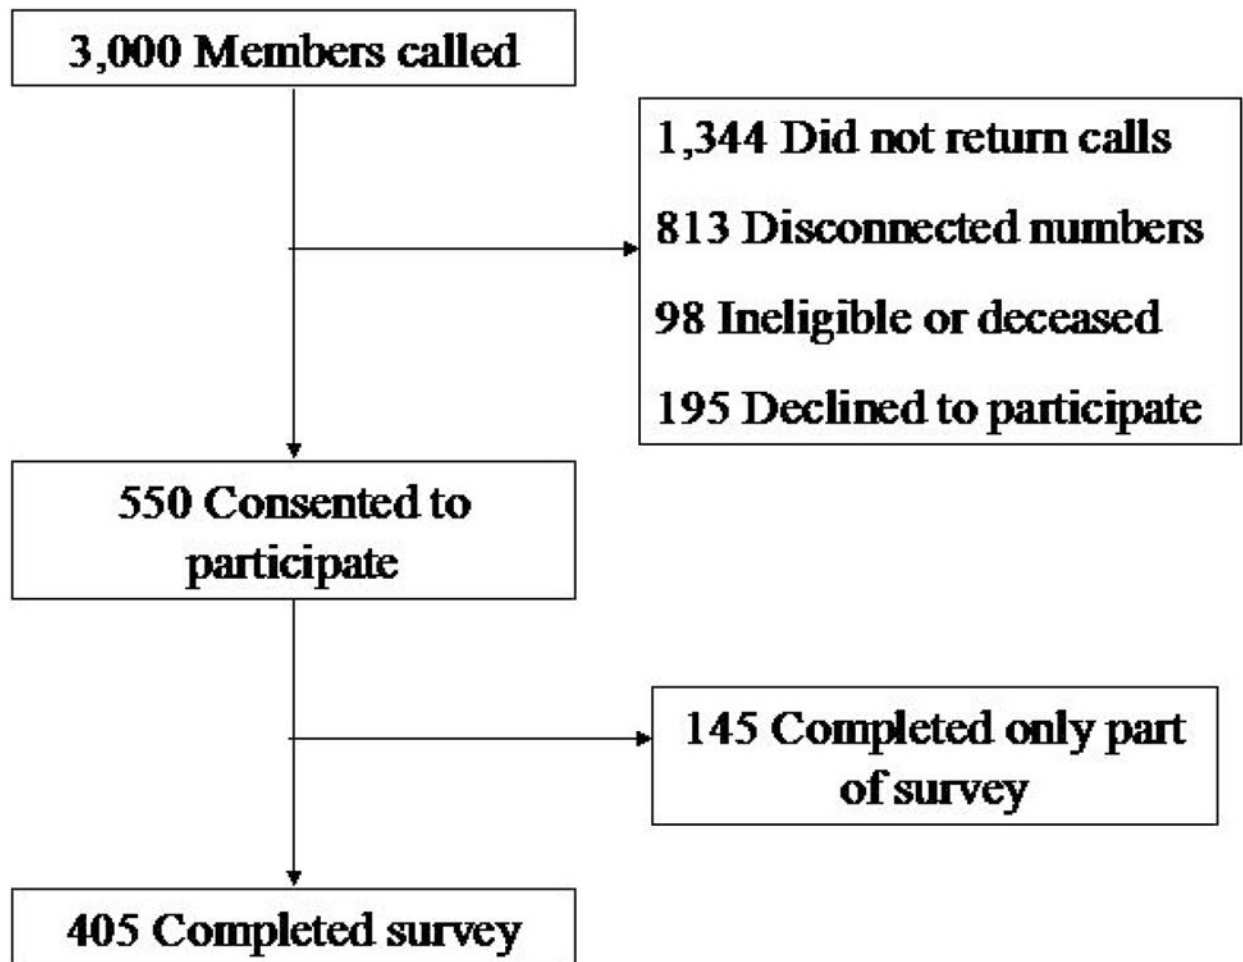 3,000 Members called
1,344 Did not return calls
813 Disconnected numbers
98 Ineligible or deceased
195 Declined to participate
550 Consented to
participate
145 Completed only part
of survey
405 Completed survey